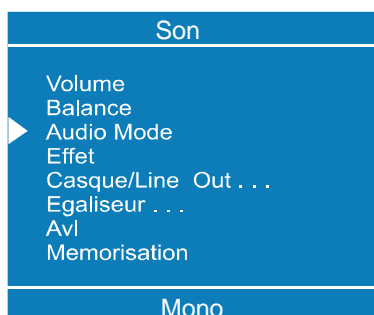 Son
Volume
Balance
Audio Mode
Effet
Casque/Line Out . . .
Egaliseur . . .
Avl
Memorisation
Mono